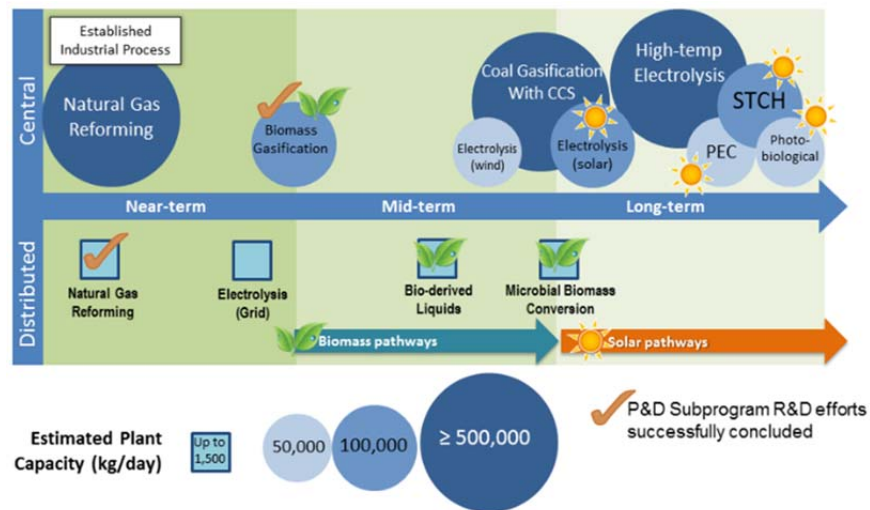 Established
Industrial Process
Central
Natural Gas
Reforming
Biomass
Gasification
Coal Gasification
With CCS
Electrolysis
(wind)
Electrolysis
(solar)
High-temp
Electrolysis
STCH
PEC
Photo-
biological
Near-term
Mid-term
Long-term
Distributed
Natural Gas
Reforming
Electrolysis
(Grid)
Bio-derived
Liquids
Microbial Biomass
Conversion
Biomass pathways
Solar pathways
Estimated Plant
Capacity (kg/day)
Up to
1,500
50,000
100,000
≥ 500,000
P&D Subprogram R&D efforts
successfully concluded